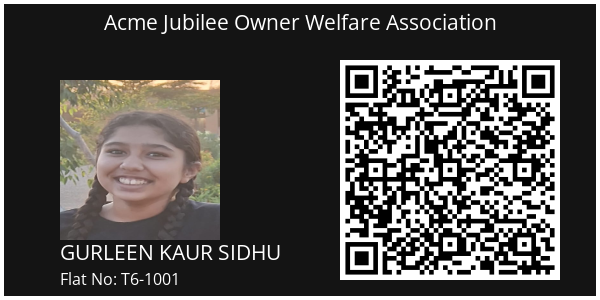 Acme Jubilee Owner Welfare Association
GURLEEN KAUR SIDHU
Flat No: T6-1001